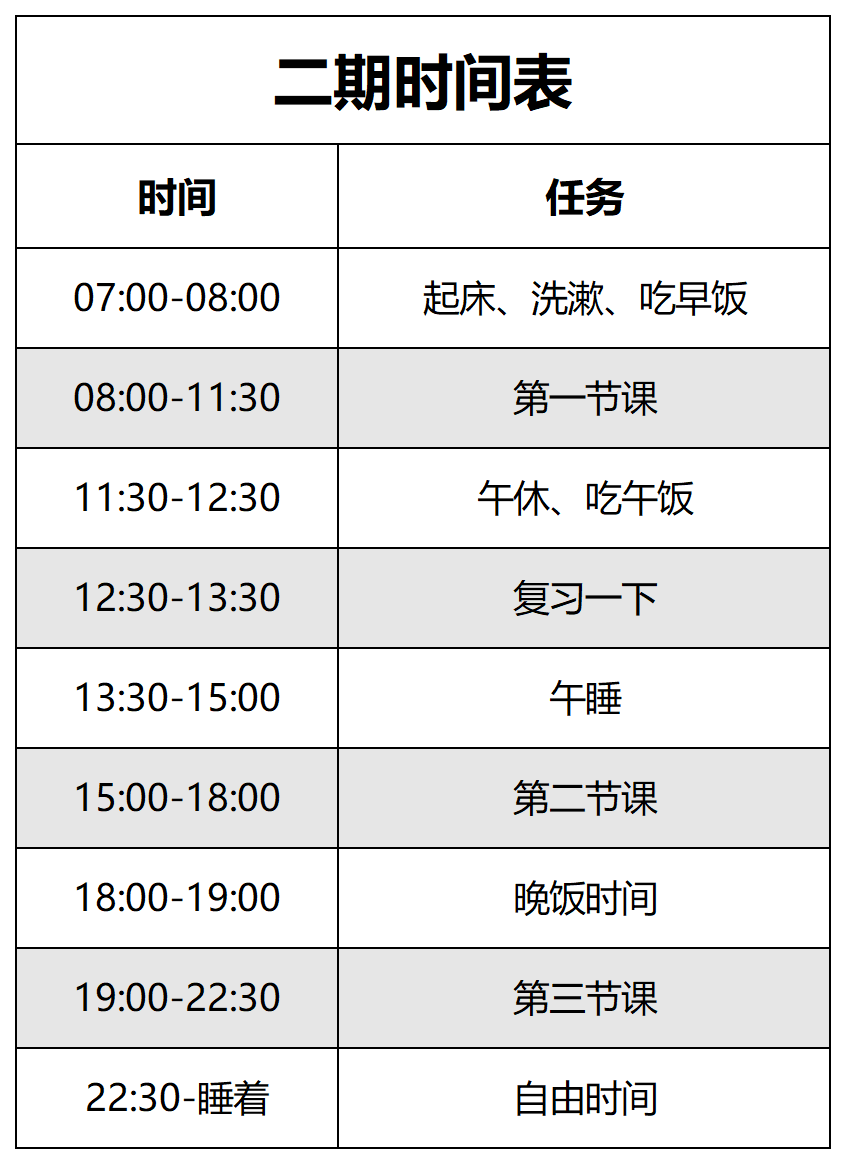 二期时间表
时间 任务
07:00-08:00 起床、洗漱、吃早饭
08:00-11:30 第一节课
11:30-12:30 午休、吃午饭
12:30-13:30 复习一下
13:30-15:00 午睡
15:00-18:00 第二节课
18:00-19:00 晚饭时间
19:00-22:30 第三节课
22:30-睡着 自由时间